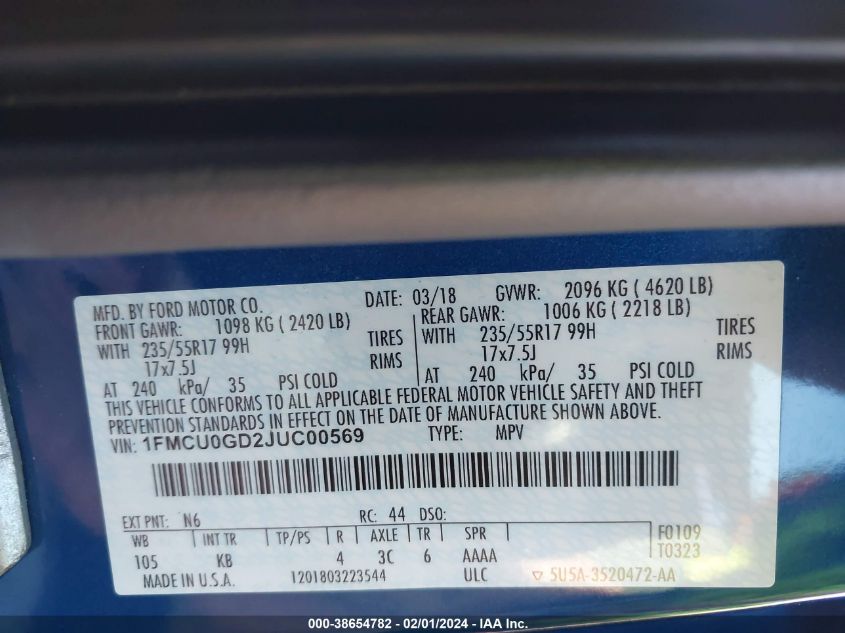 MFD. BY FORD MOTOR CO. DATE: 03/18 GVWR: 2096 KG ( 4620 LB)
FRONT GAWR: 1098 KG ( 2420 LB) REAR GAWR: 1006 KG ( 2218 LB)
WITH 235/55R17 99H TIRES WITH 235/55R17 99H TIRES
17x7.5J RIMS 17x7.5J RIMS
AT 240 kPa/ 35 PSI COLD AT 240 kPa/ 35 PSI COLD
THIS VEHICLE CONFORMS TO ALL APPLICABLE FEDERAL MOTOR VEHICLE SAFETY AND THEFT
PREVENTION STANDARDS IN EFFECT ON THE DATE OF MANUFACTURE SHOWN ABOVE.
VIN: 1FMCU0GD2JUC00569 TYPE: MPV
EXT PNT: N6 RC: 44 DSO:
WB INT TR TP/PS R AXLE TR SPR F0109
105 KB 4 3C 6 AAAA T0323
MADE IN U.S.A. 1201803223544 ULC 5U5A-3520472-AA
000-38654782 - 02/01/2024 - IAA Inc.